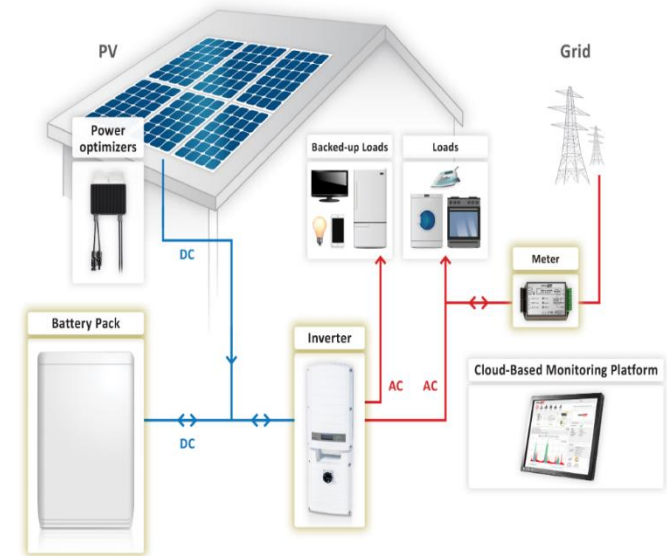 PV
Grid
Power
optimizers
Backed-up Loads
Loads
DC
Meter
Battery Pack
Inverter
Cloud-Based Monitoring Platform
AC
AC
DC